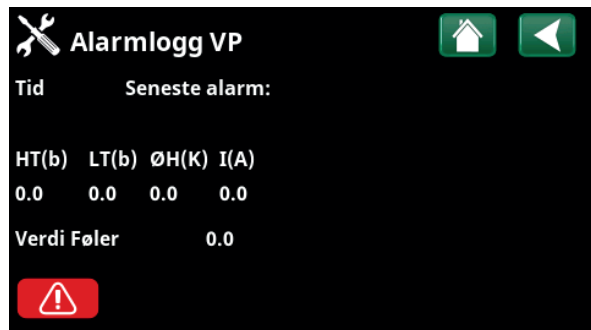 Alarmlogg VP
Tid Seneste alarm:
HT(b) LT(b) ØH(K) I(A)
0.0 0.0 0.0 0.0
Verdi Føler 0.0